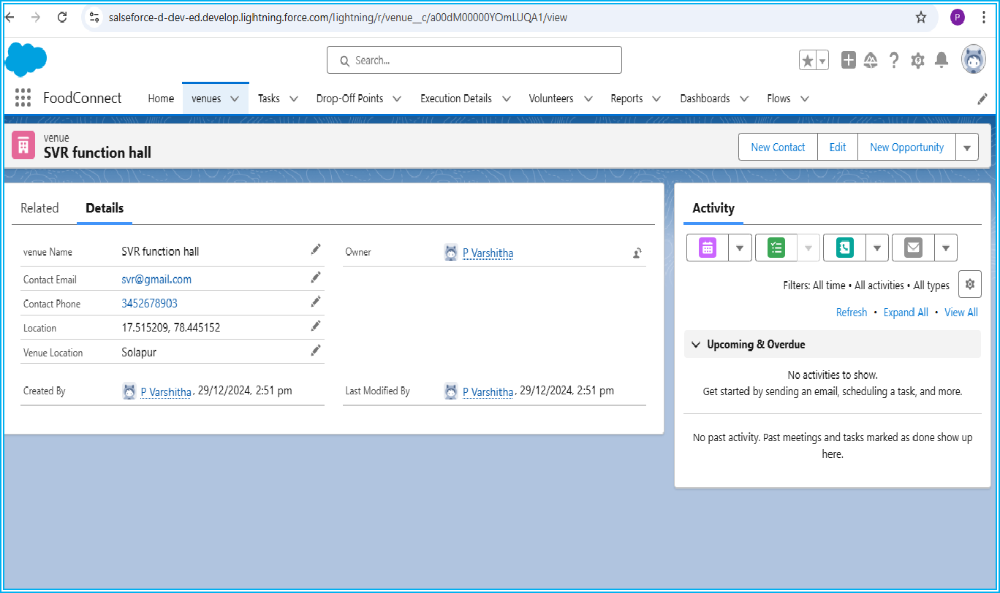 salseforce-d-dev-ed.develop.lightning.force.com/lightning/r/venue__c/a00dM00000YOmLUQA1/view
P
Search...
FoodConnect Home venues Tasks Drop-Off Points Execution Details Volunteers Reports Dashboards Flows
venue
SVR function hall
New Contact Edit New Opportunity
Related Details
venue Name SVR function hall
Owner P Varshitha
Contact Email svr@gmail.com
Contact Phone 3452678903
Location 17.515209, 78.445152
Venue Location Solapur
Created By P Varshitha, 29/12/2024, 2:51 pm
Last Modified By P Varshitha, 29/12/2024, 2:51 pm
Activity
Filters: All time • All activities • All types
Refresh • Expand All • View All
Upcoming & Overdue
No activities to show.
Get started by sending an email, scheduling a task, and more.
No past activity. Past meetings and tasks marked as done show up
here.